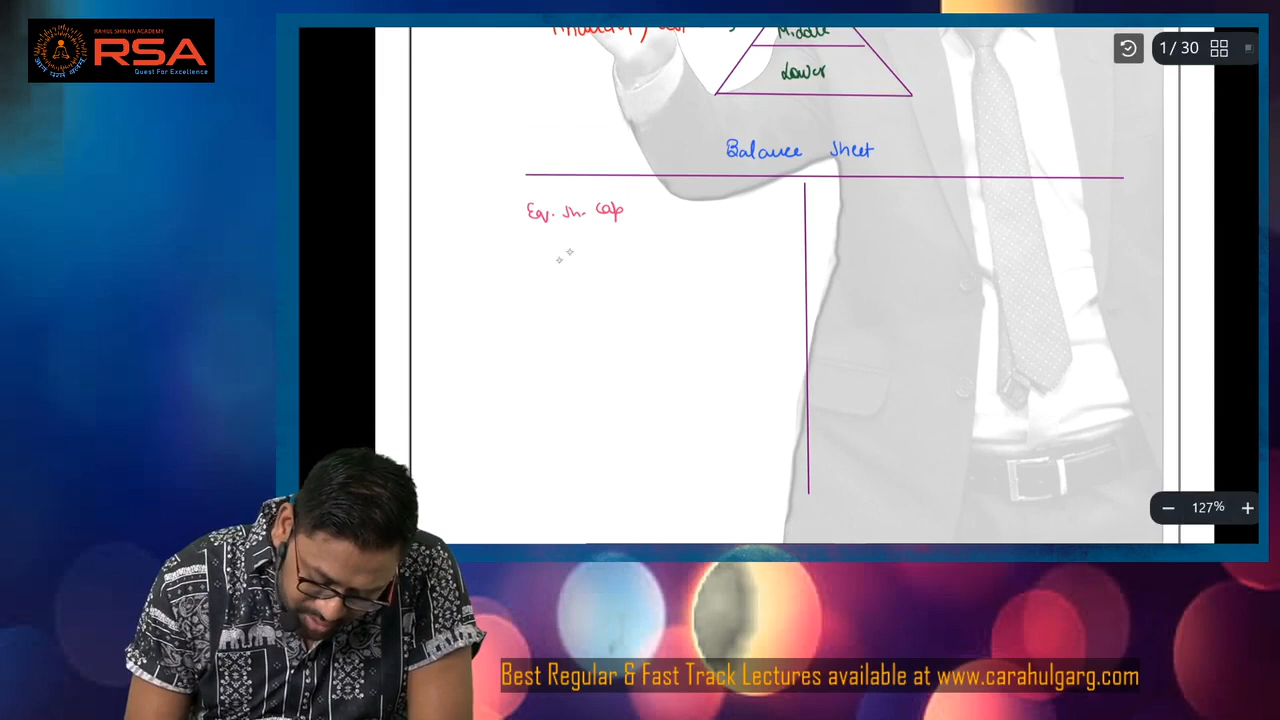 RAHUL SHIKHA ACADEMY
RSA
Quest For Excellence
1/30
Middle
Lower
Balance Sheet
Eq. Sh. Cap
127%
Best Regular & Fast Track Lectures available at www.carahulgarg.com